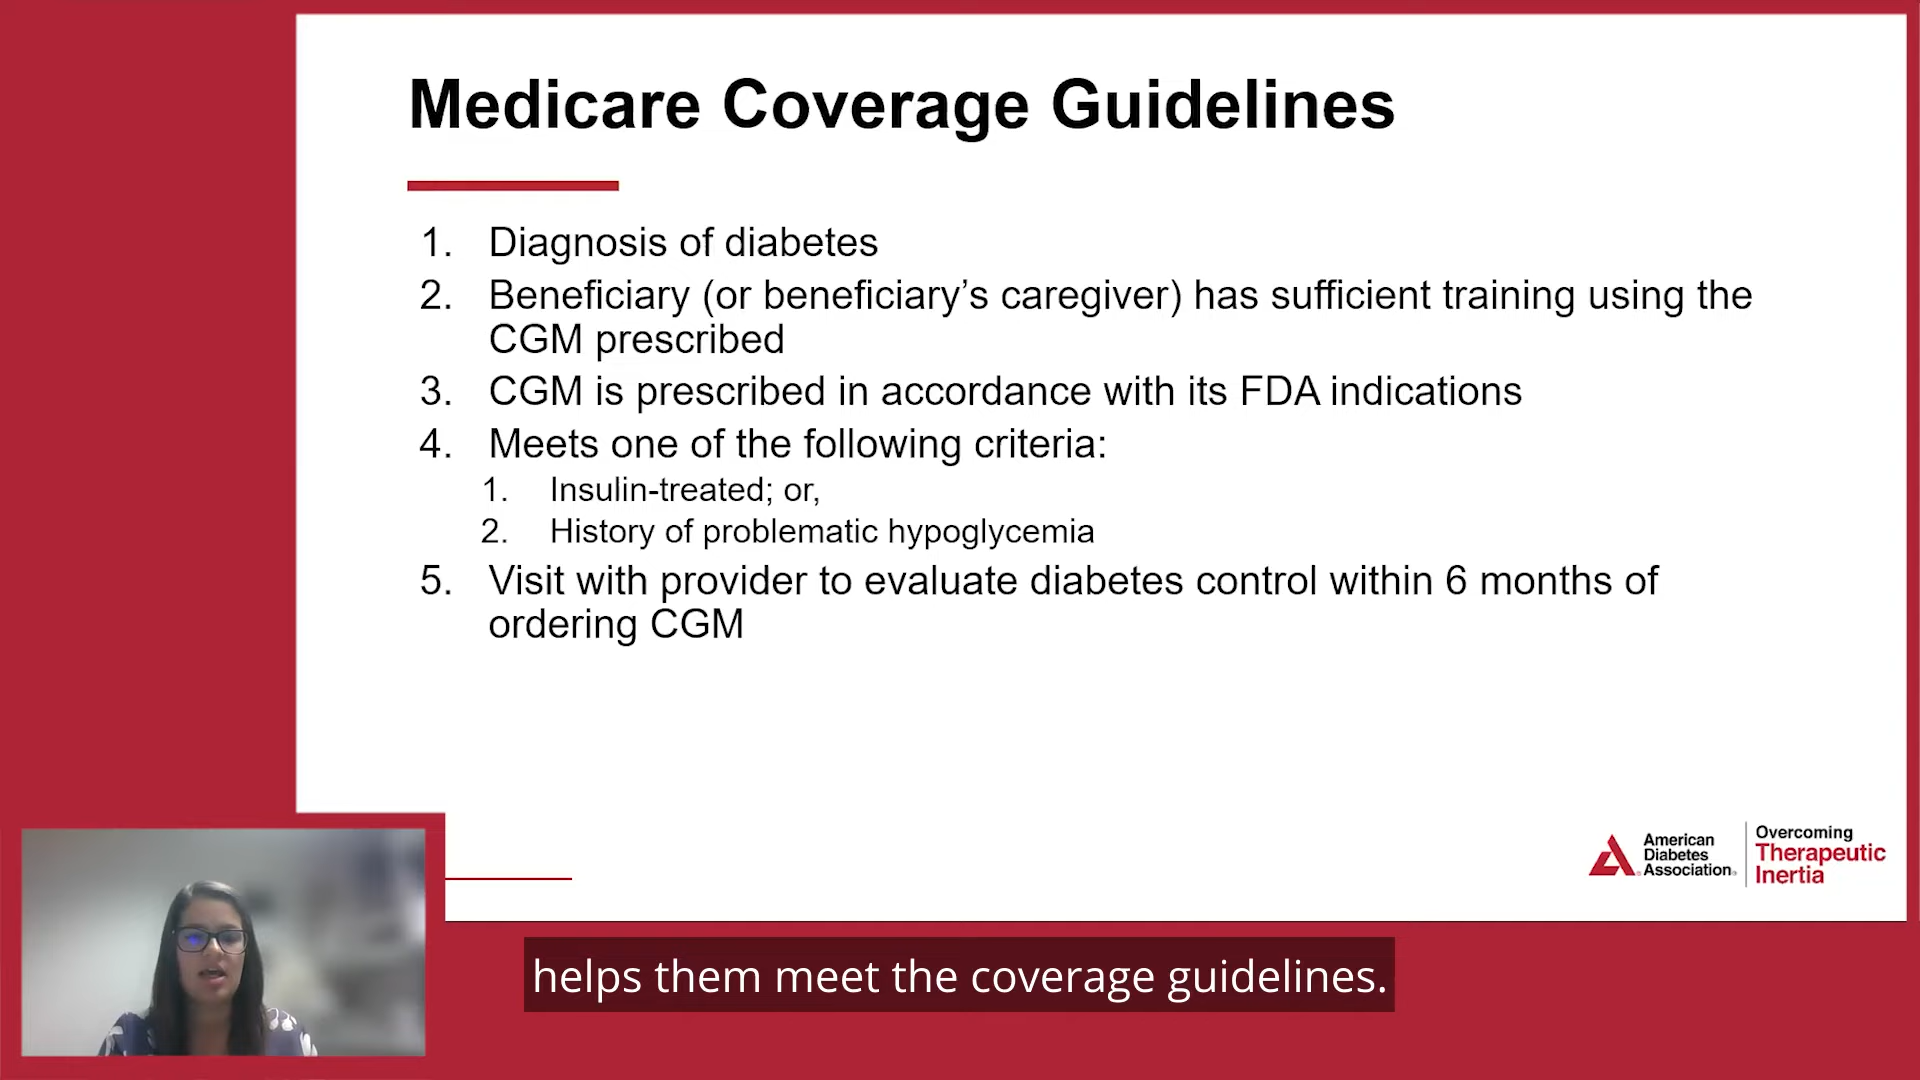 Medicare Coverage Guidelines
1. Diagnosis of diabetes
2. Beneficiary (or beneficiary’s caregiver) has sufficient training using the
CGM prescribed
3. CGM is prescribed in accordance with its FDA indications
4. Meets one of the following criteria:
1. Insulin-treated; or,
2. History of problematic hypoglycemia
5. Visit with provider to evaluate diabetes control within 6 months of
ordering CGM
American
Diabetes
Association®
Overcoming
Therapeutic
Inertia
helps them meet the coverage guidelines.